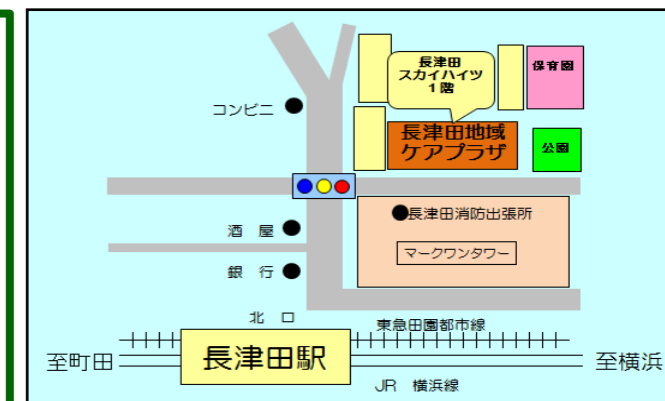 長津田
スカイハイツ
1階
保育園
コンビニ
長津田地域
ケアプラザ
公園
長津田消防出張所
酒 屋
マークワンタワー
銀 行
北 口
東急田園都市線
至町田
長津田駅
至横浜
JR 横浜線